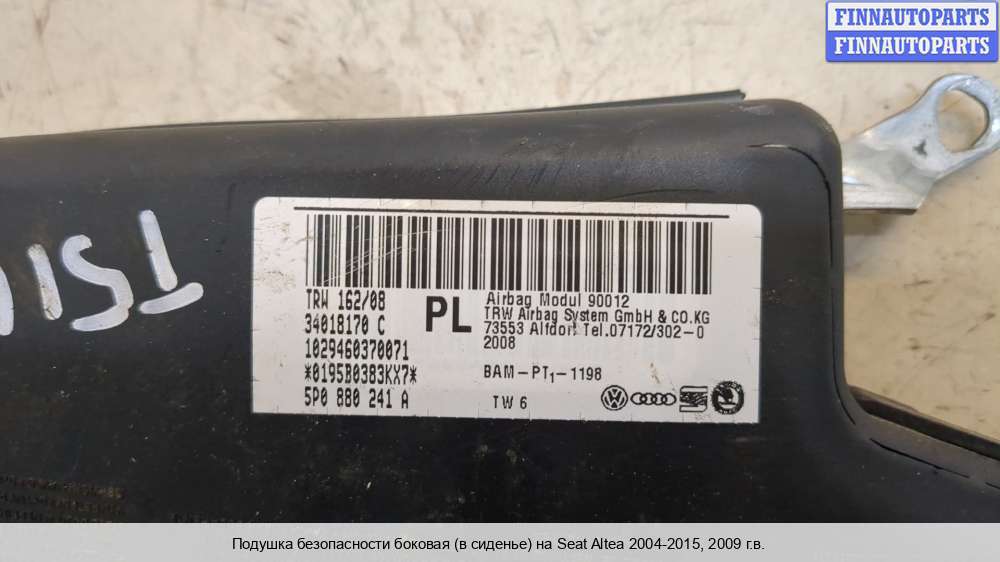 FINNAUTOPARTS
FINNAUTOPARTS
TRW 162/08
34018170 C
1029460370071
*0195B0383KX7*
5P0 880 241 A
PL
Airbag Modul 90012
TRW Airbag System GmbH & CO.KG
73553 Alfdorf Tel.07172/302-0
2008
BAM-PT1-1198
TW 6
Подушка безопасности боковая (в сиденье) на Seat Altea 2004-2015, 2009 г.в.